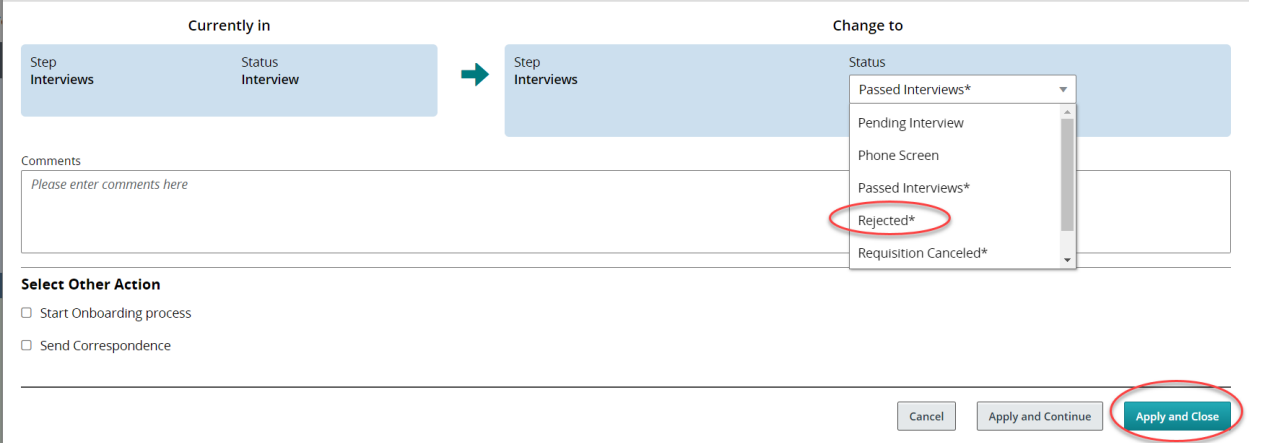 Currently in
Change to
Step
Status
Interviews
Interview
Step
Status
Interviews
Passed Interviews*
Pending Interview
Phone Screen
Passed Interviews*
Rejected*
Requisition Canceled*
Comments
Please enter comments here
Select Other Action
Start Onboarding process
Send Correspondence
Cancel
Apply and Continue
Apply and Close